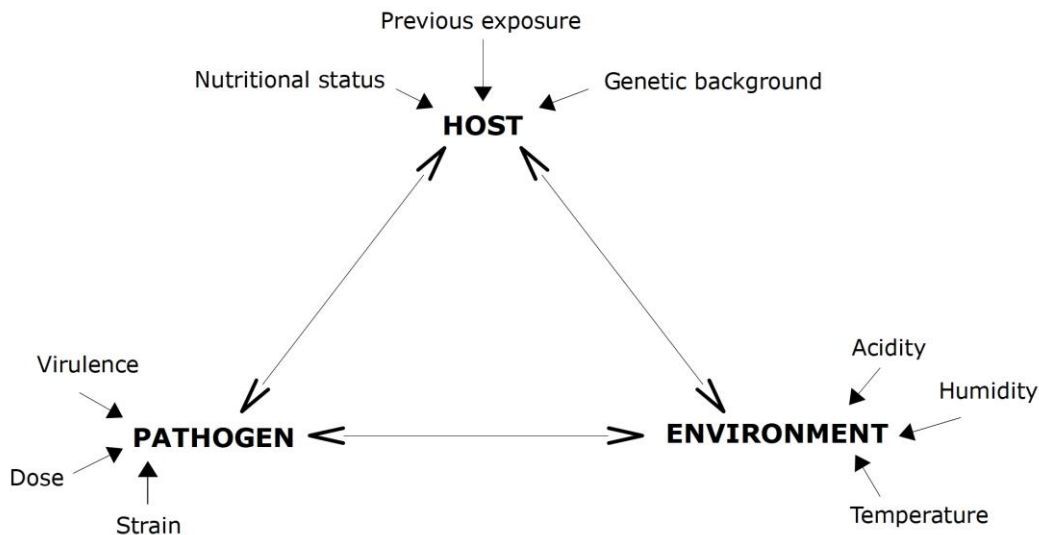 Previous exposure
Nutritional status
Genetic background
HOST
Virulence
Acidity
Humidity
PATHOGEN
ENVIRONMENT
Dose
Strain
Temperature